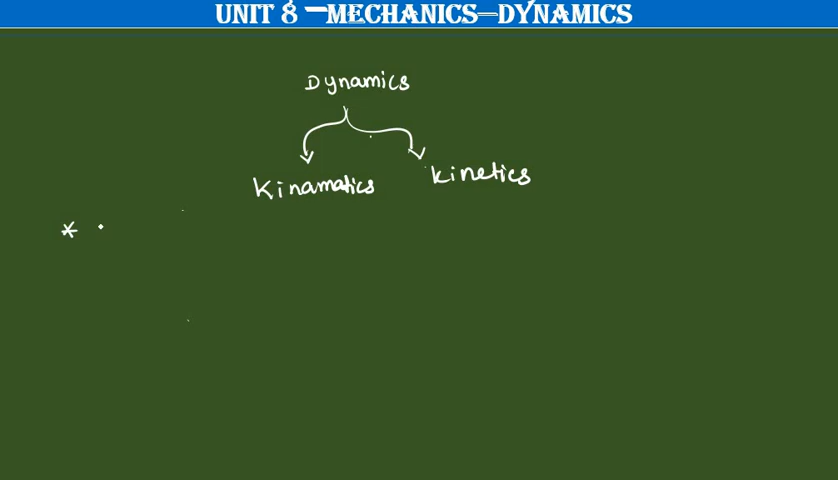 UNIT 8 — MECHANICS—DYNAMICS
Dynamics
Kinamatics kinetics
*